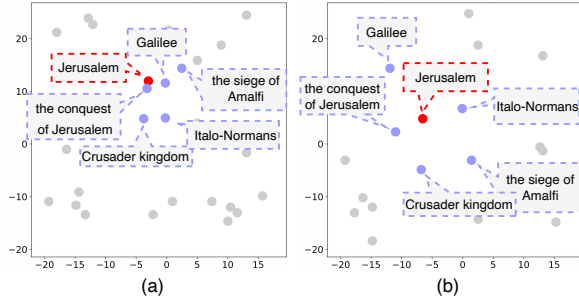 Galilee
Jerusalem
the siege of
Amalfi
the conquest
of Jerusalem
Italo-Normans
Crusader kingdom
20
10
0
−10
−20
−20 −15 −10 −5 0 5 10 15
(a)
Galilee
Jerusalem
the conquest
of Jerusalem
Italo-Normans
the siege of
Amalfi
Crusader kingdom
20
10
0
−10
−20
−20 −15 −10 −5 0 5 10 15
(b)